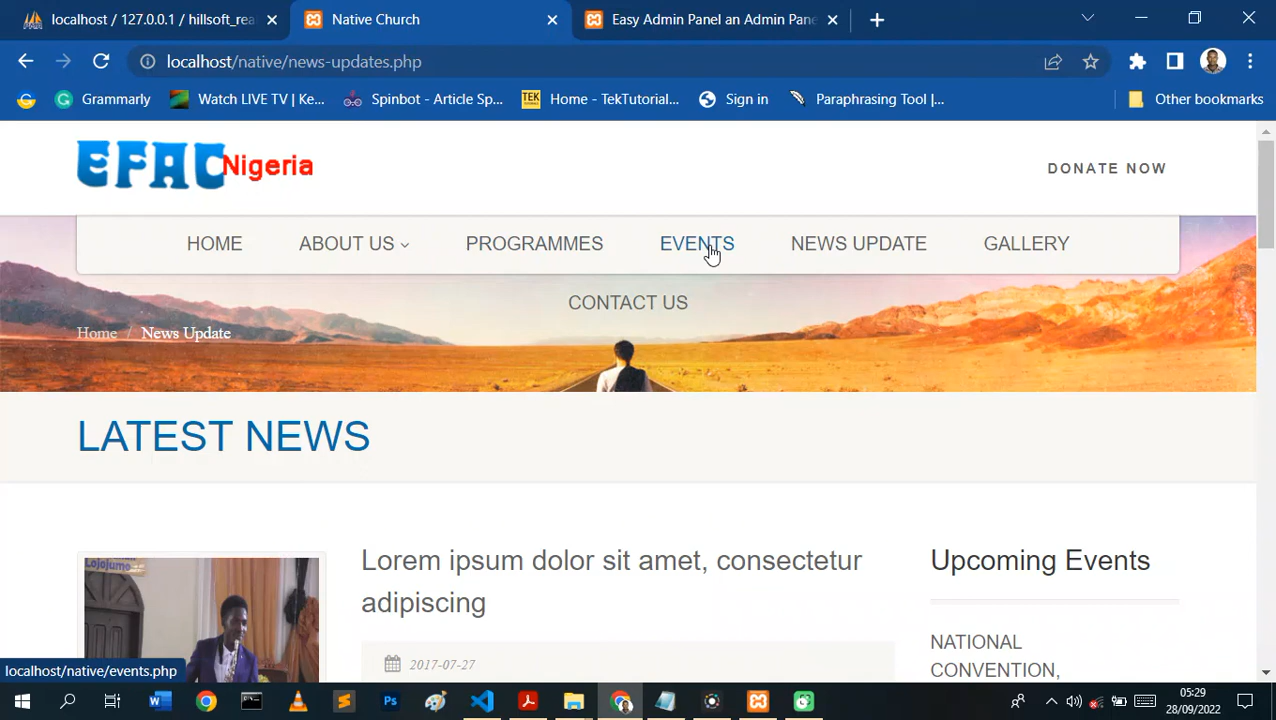 localhost / 127.0.0.1 / hillsoft_rea
Native Church
Easy Admin Panel an Admin Pane
localhost/native/news-updates.php
Grammarly
Watch LIVE TV | Ke...
Spinbot - Article Sp...
TEK
Home - TekTutorial...
Sign in
Paraphrasing Tool |...
Other bookmarks
EFAC Nigeria
DONATE NOW
HOME
ABOUT US
PROGRAMMES
EVENTS
NEWS UPDATE
GALLERY
CONTACT US
Home / News Update
LATEST NEWS
Lojojumo
Lorem ipsum dolor sit amet, consectetur
adipiscing
2017-07-27
Upcoming Events
NATIONAL
CONVENTION,
localhost/native/events.php
05:29
28/09/2022